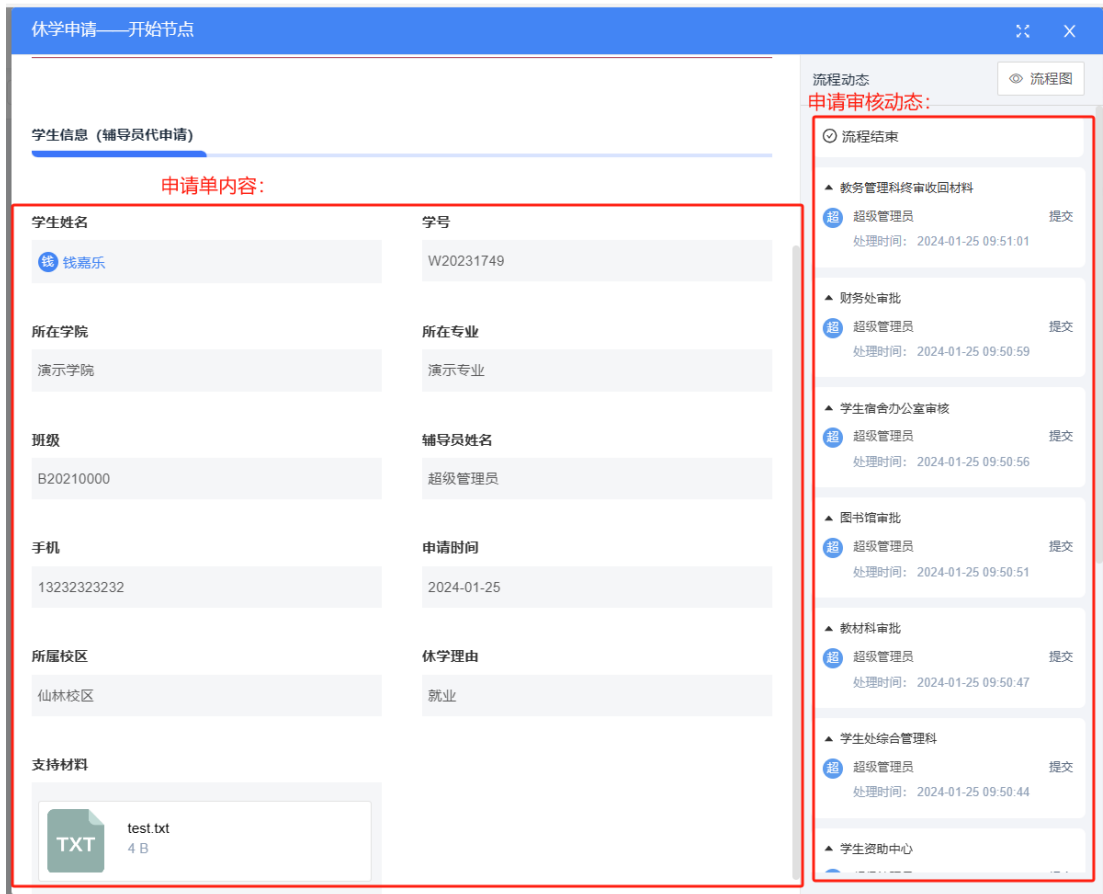 休学申请——开始节点
流程动态
流程图
申请审核动态：
学生信息（辅导员代申请）
申请单内容：
学生姓名
学号
钱 钱嘉乐
W20231749
所在学院
所在专业
演示学院
演示专业
班级
辅导员姓名
B20210000
超级管理员
手机
申请时间
13232323232
2024-01-25
所属校区
休学理由
仙林校区
就业
支持材料
TXT
test.txt
4 B
流程结束
教务管理科终审收回材料
超 超级管理员 提交
处理时间： 2024-01-25 09:51:01
财务处审批
超 超级管理员 提交
处理时间： 2024-01-25 09:50:59
学生宿舍办公室审核
超 超级管理员 提交
处理时间： 2024-01-25 09:50:56
图书馆审批
超 超级管理员 提交
处理时间： 2024-01-25 09:50:51
教材科审批
超 超级管理员 提交
处理时间： 2024-01-25 09:50:47
学生处综合管理科
超 超级管理员 提交
处理时间： 2024-01-25 09:50:44
学生资助中心